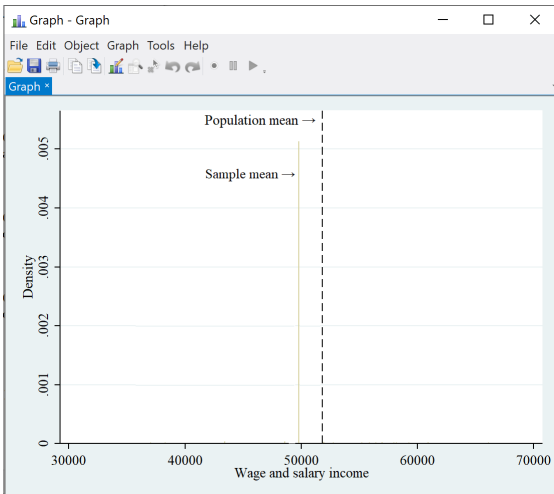 Graph - Graph
File Edit Object Graph Tools Help
Graph ×
Population mean →
Sample mean →
.005
.004
.003
.002
.001
0
Density
30000 40000 50000 60000 70000
Wage and salary income